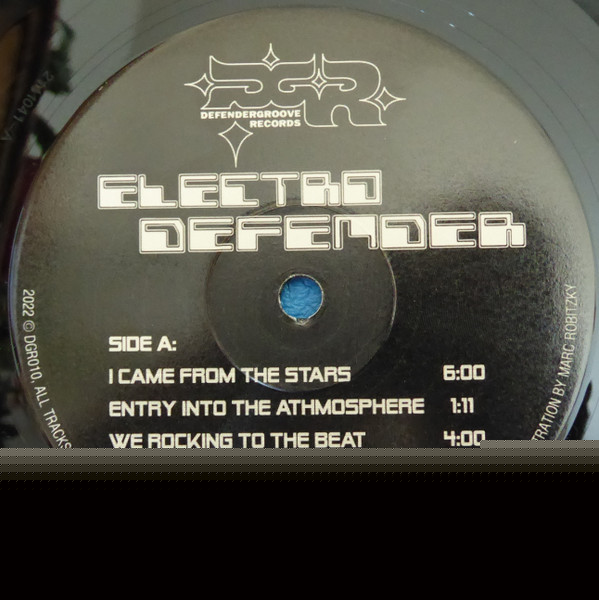 DGR
DEFENDERGROOVE
RECORDS
ELECTRO
DEFENDER
SIDE A:
I CAME FROM THE STARS 6:00
ENTRY INTO THE ATHMOSPHERE 1:11
WE ROCKING TO THE BEAT 4:00
2022 © DGR010, ALL TRACKS
TRATION BY MARC ROBITZKY